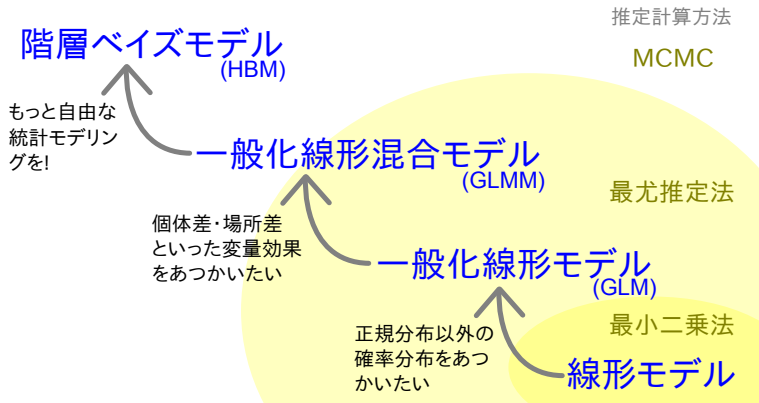 推定計算方法
階層ベイズモデル
(HBM)
MCMC
もっと自由な
統計モデリン
グを!
一般化線形混合モデル
(GLMM)
最尤推定法
個体差・場所差
といった変量効果
をあつかいたい
一般化線形モデル
(GLM)
最小二乗法
正規分布以外の
確率分布をあつ
かいたい
線形モデル